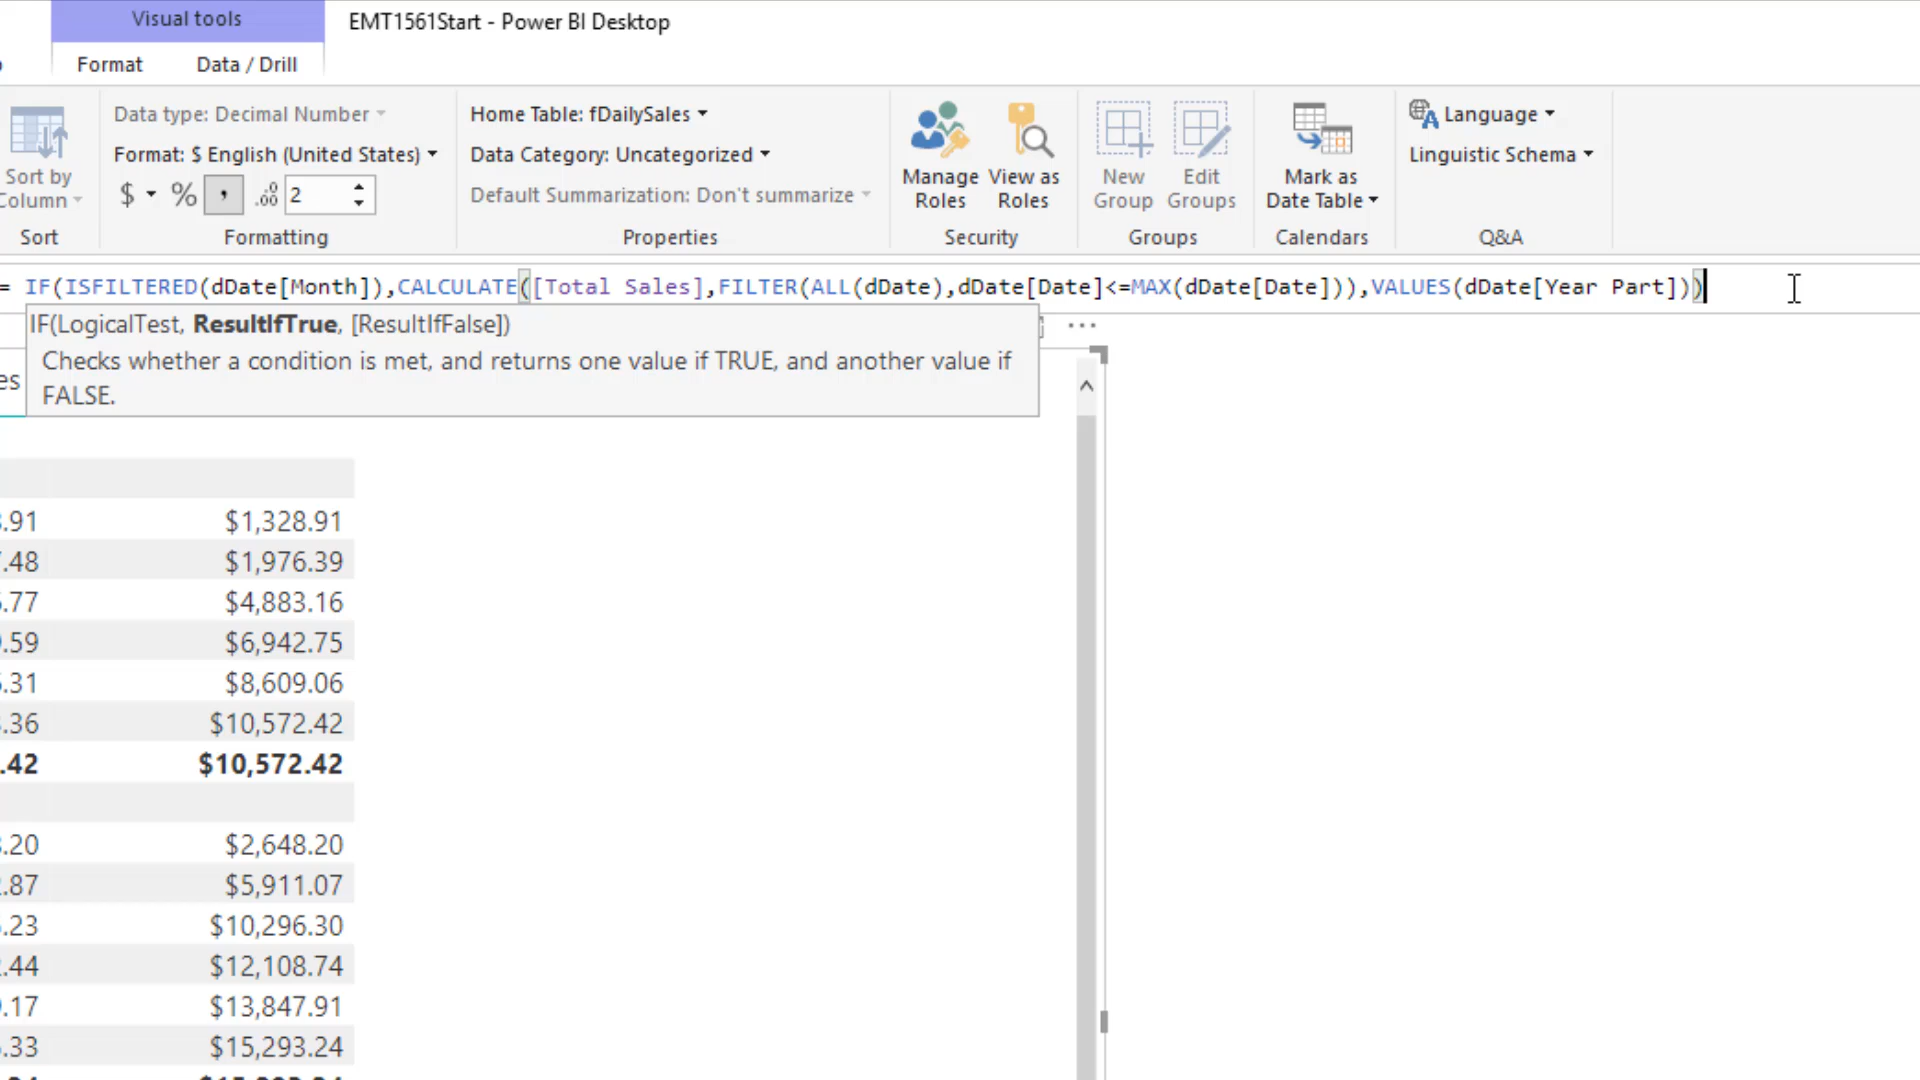 Visual tools
EMT1561Start - Power BI Desktop
Format
Data / Drill
Sort by
Column
Sort
Data type: Decimal Number
Format: $ English (United States)
$ % , .00 2
Formatting
Home Table: fDailySales
Data Category: Uncategorized
Default Summarization: Don't summarize
Properties
Manage
Roles
View as
Roles
Security
New
Group
Edit
Groups
Groups
Mark as
Date Table
Calendars
Language
Linguistic Schema
Q&A
= IF(ISFILTERED(dDate[Month]),CALCULATE([Total Sales],FILTER(ALL(dDate),dDate[Date]<=MAX(dDate[Date])),VALUES(dDate[Year Part]))
IF(LogicalTest, ResultIfTrue, [ResultIfFalse])
Checks whether a condition is met, and returns one value if TRUE, and another value if
FALSE.
es
.91 $1,328.91
.48 $1,976.39
.77 $4,883.16
.59 $6,942.75
.31 $8,609.06
.36 $10,572.42
.42 $10,572.42
.20 $2,648.20
.87 $5,911.07
.23 $10,296.30
.44 $12,108.74
.17 $13,847.91
.33 $15,293.24